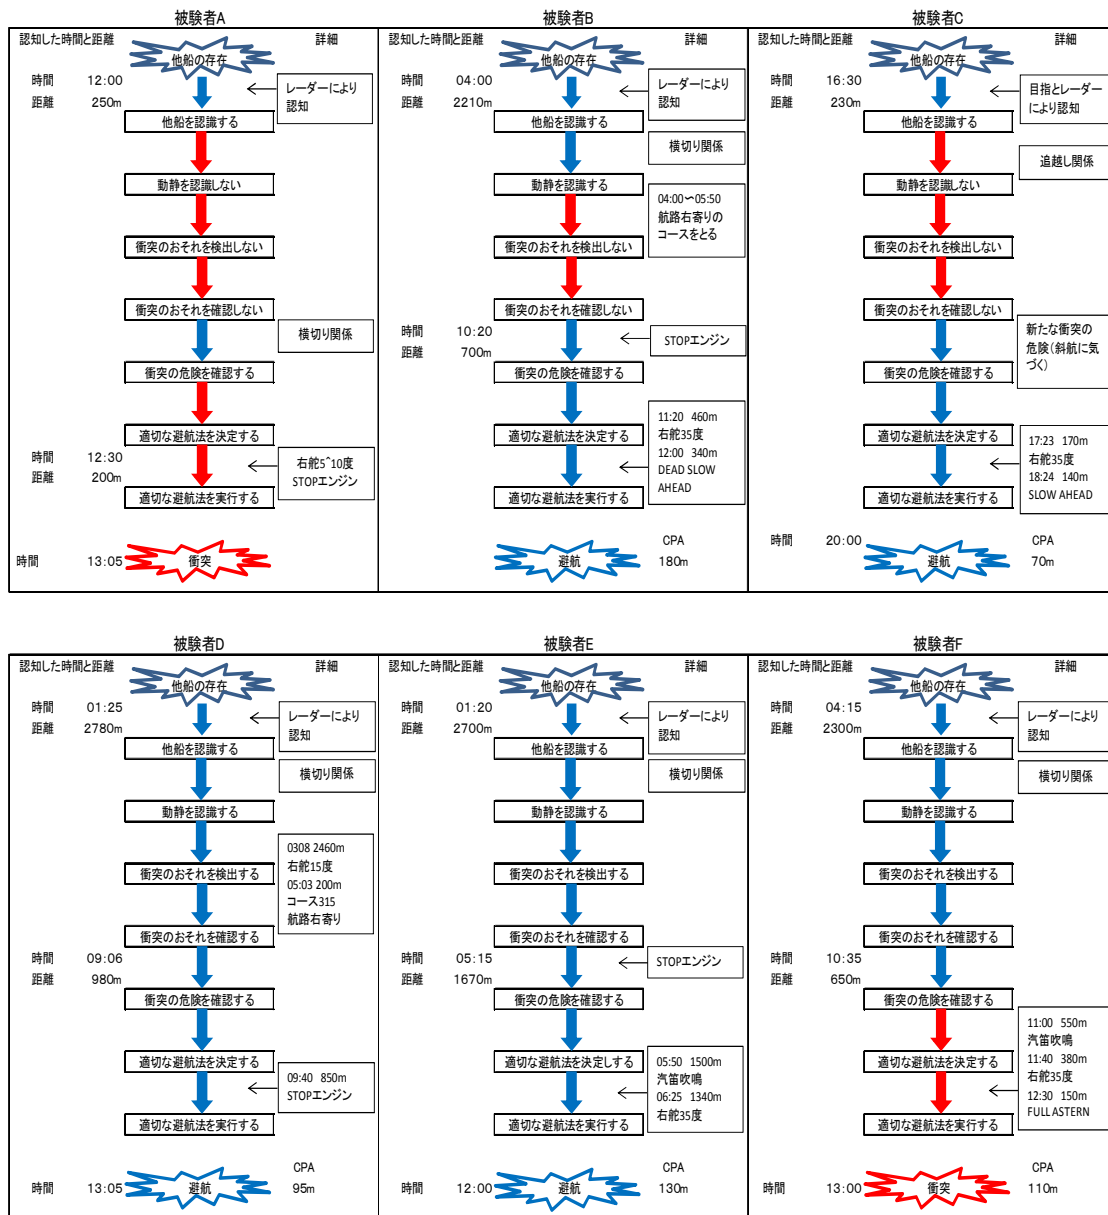 被験者A
認知した時間と距離
詳細
他船の存在
時間 12:00
距離 250m
レーダーにより
認知
他船を認識する
動静を認識しない
衝突のおそれを検出しない
衝突のおそれを確認しない
横切り関係
衝突の危険を確認する
適切な避航法を決定する
時間 12:30
距離 200m
右舵5^10度
STOPエンジン
適切な避航法を実行する
時間 13:05
衝突
被験者B
認知した時間と距離
詳細
他船の存在
時間 04:00
距離 2210m
レーダーにより
認知
他船を認識する
横切り関係
動静を認識する
04:00〜05:50
航路右寄りの
コースをとる
衝突のおそれを検出しない
衝突のおそれを確認しない
時間 10:20
距離 700m
STOPエンジン
衝突の危険を確認する
適切な避航法を決定する
11:20 460m
右舵35度
12:00 340m
DEAD SLOW
AHEAD
適切な避航法を実行する
避航
CPA
180m
被験者C
認知した時間と距離
詳細
他船の存在
時間 16:30
距離 230m
目指とレーダー
により認知
他船を認識する
追越し関係
動静を認識しない
衝突のおそれを検出しない
衝突のおそれを確認しない
新たな衝突の
危険(斜航に気
づく)
衝突の危険を確認する
適切な避航法を決定する
17:23 170m
右舵35度
18:24 140m
SLOW AHEAD
適切な避航法を実行する
時間 20:00
避航
CPA
70m
被験者D
認知した時間と距離
詳細
他船の存在
時間 01:25
距離 2780m
レーダーにより
認知
他船を認識する
横切り関係
動静を認識する
0308 2460m
右舵15度
05:03 200m
コース315
航路右寄り
衝突のおそれを検出する
衝突のおそれを確認する
時間 09:06
距離 980m
衝突の危険を確認する
適切な避航法を決定する
09:40 850m
STOPエンジン
適切な避航法を実行する
時間 13:05
避航
CPA
95m
被験者E
認知した時間と距離
詳細
他船の存在
時間 01:20
距離 2700m
レーダーにより
認知
他船を認識する
横切り関係
動静を認識する
衝突のおそれを検出する
衝突のおそれを確認する
時間 05:15
距離 1670m
STOPエンジン
衝突の危険を確認する
適切な避航法を決定しする
05:50 1500m
汽笛吹鳴
06:25 1340m
右舵35度
適切な避航法を実行する
時間 12:00
避航
CPA
130m
被験者F
認知した時間と距離
詳細
他船の存在
時間 04:15
距離 2300m
レーダーにより
認知
他船を認識する
横切り関係
動静を認識する
衝突のおそれを検出する
衝突のおそれを確認する
時間 10:35
距離 650m
衝突の危険を確認する
適切な避航法を決定する
11:00 550m
汽笛吹鳴
11:40 380m
右舵35度
12:30 150m
FULL ASTERN
適切な避航法を実行する
時間 13:00
衝突
CPA
110m